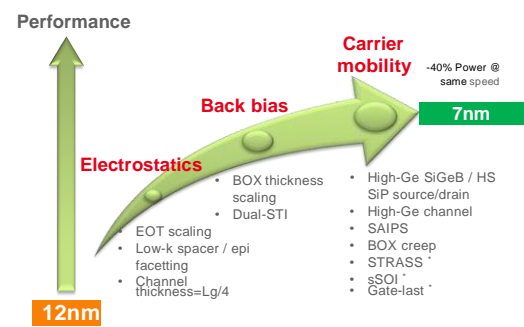 Performance
Carrier
mobility
-40% Power @
same speed
7nm
Back bias
Electrostatics
• BOX thickness
scaling
• Dual-STI
• High-Ge SiGeB / HS
SiP source/drain
• High-Ge channel
• SAIPS
• BOX creep
• STRASS *
• sSOI *
• Gate-last *
• EOT scaling
• Low-k spacer / epi
facetting
• Channel
thickness=Lg/4
12nm